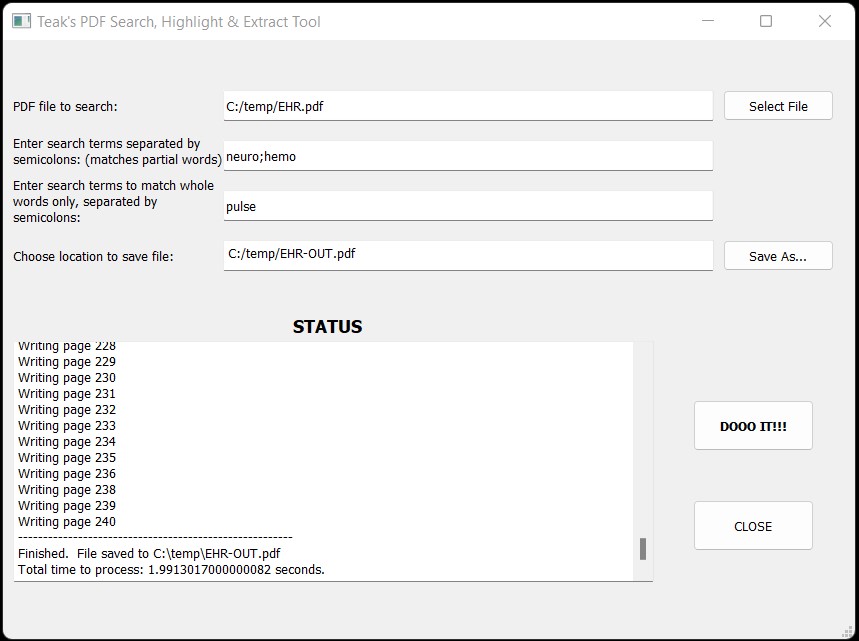 Teak's PDF Search, Highlight & Extract Tool
PDF file to search:
C:/temp/EHR.pdf
Select File
Enter search terms separated by
semicolons: (matches partial words)
neuro;hemo
Enter search terms to match whole
words only, separated by
semicolons:
pulse
Choose location to save file:
C:/temp/EHR-OUT.pdf
Save As...
STATUS
Writing page 228
Writing page 229
Writing page 230
Writing page 231
Writing page 232
Writing page 233
Writing page 234
Writing page 235
Writing page 236
Writing page 238
Writing page 239
Writing page 240
-------------------------------------------------------
Finished.  File saved to C:\temp\EHR-OUT.pdf
Total time to process: 1.9913017000000082 seconds.
DOOO IT!!!
CLOSE